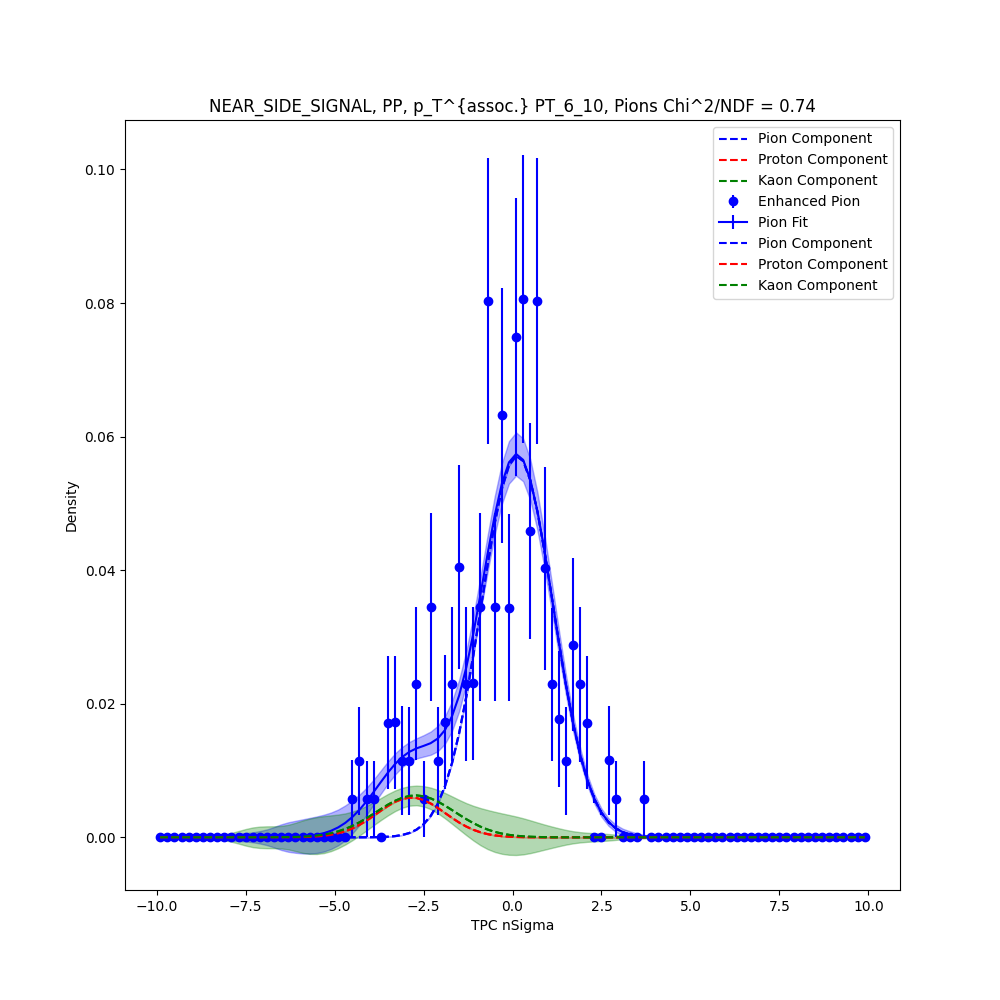 NEAR_SIDE_SIGNAL, PP, p_T^{assoc.} PT_6_10, Pions Chi^2/NDF = 0.74
Pion Component
Proton Component
Kaon Component
Enhanced Pion
Pion Fit
Pion Component
Proton Component
Kaon Component
0.10
0.08
0.06
0.04
0.02
0.00
Density
−10.0 −7.5 −5.0 −2.5 0.0 2.5 5.0 7.5 10.0
TPC nSigma